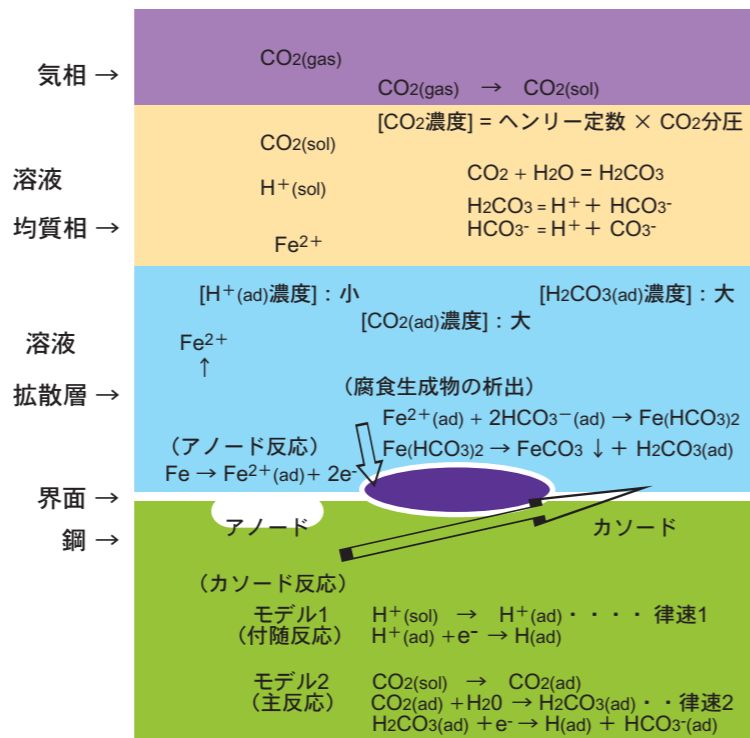 気相 →
CO2(gas)
CO2(gas) → CO2(sol)
溶液
均質相 →
[CO2濃度] = ヘンリー定数 × CO2分圧
CO2(sol)
H+(sol)
Fe2+
CO2 + H2O = H2CO3
H2CO3 = H+ + HCO3-
HCO3- = H+ + CO3-
溶液
拡散層 →
[H+(ad)濃度]:小
[H2CO3(ad)濃度]:大
[CO2(ad)濃度]:大
Fe2+
↑
(腐食生成物の析出)
Fe2+(ad) + 2HCO3−(ad) → Fe(HCO3)2
Fe(HCO3)2 → FeCO3 ↓ + H2CO3(ad)
(アノード反応)
Fe → Fe2+(ad) + 2e-
界面 →
鋼 →
アノード
カソード
(カソード反応)
モデル1 H+(sol) → H+(ad)・・・・ 律速1
(付随反応) H+(ad) + e- → H(ad)
モデル2 CO2(sol) → CO2(ad)
(主反応) CO2(ad) + H20 → H2CO3(ad)・・律速2
H2CO3(ad) + e- → H(ad) + HCO3-(ad)